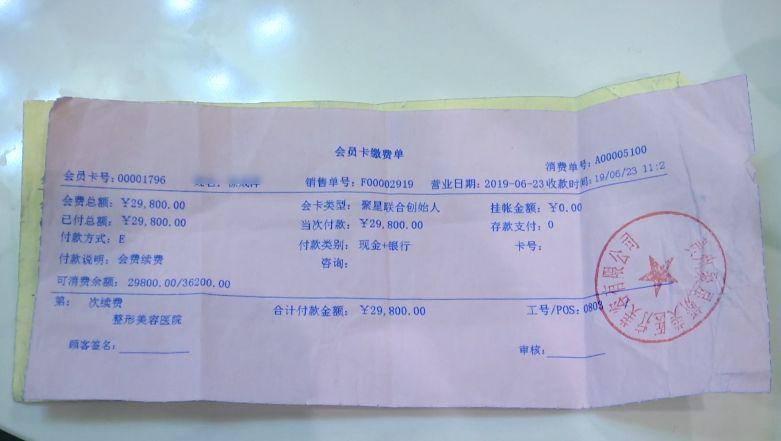 会员卡缴费单
消费单号: A00005100
会员卡号: 00001796 销售单号: F00002919 营业日期: 2019-06-23 收款时间: 19/06/23 11:2
会费总额: ￥29,800.00 会卡类型: 聚星联合创始人 挂帐金额: ￥0.00
已付总额: ￥29,800.00 当次付款: ￥29,800.00 存款支付: 0
付款方式: E 付款类别: 现金+银行 卡号:
付款说明: 会费续费 咨询:
可消费余额: 29800.00/36200.00
第: 次续费 合计付款金额: ￥29,800.00 工号/POS: 0803
整形美容医院
顾客签名: 审核: